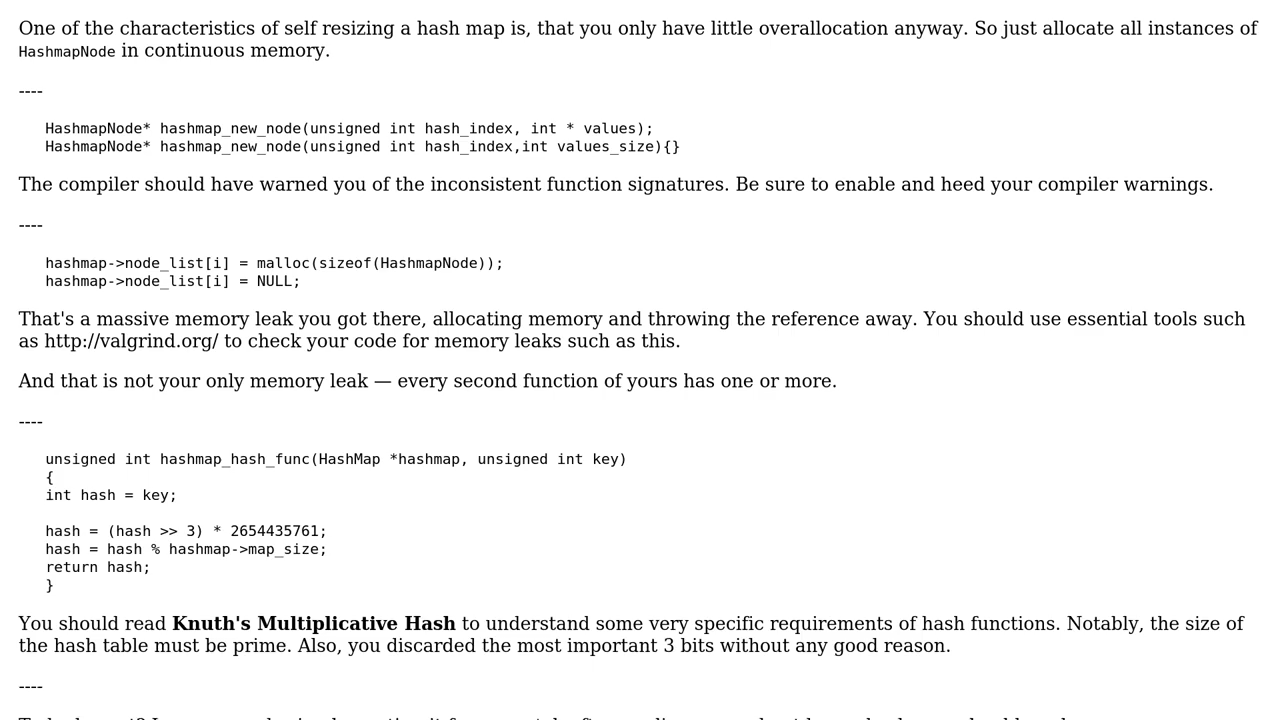 One of the characteristics of self resizing a hash map is, that you only have little overallocation anyway. So just allocate all instances of
HashmapNode in continuous memory.
----
HashmapNode* hashmap_new_node(unsigned int hash_index, int * values);
HashmapNode* hashmap_new_node(unsigned int hash_index,int values_size){}
The compiler should have warned you of the inconsistent function signatures. Be sure to enable and heed your compiler warnings.
----
hashmap->node_list[i] = malloc(sizeof(HashmapNode));
hashmap->node_list[i] = NULL;
That's a massive memory leak you got there, allocating memory and throwing the reference away. You should use essential tools such
as http://valgrind.org/ to check your code for memory leaks such as this.
And that is not your only memory leak — every second function of yours has one or more.
----
unsigned int hashmap_hash_func(HashMap *hashmap, unsigned int key)
{
int hash = key;
hash = (hash >> 3) * 2654435761;
hash = hash % hashmap->map_size;
return hash;
}
You should read Knuth's Multiplicative Hash to understand some very specific requirements of hash functions. Notably, the size of
the hash table must be prime. Also, you discarded the most important 3 bits without any good reason.
----